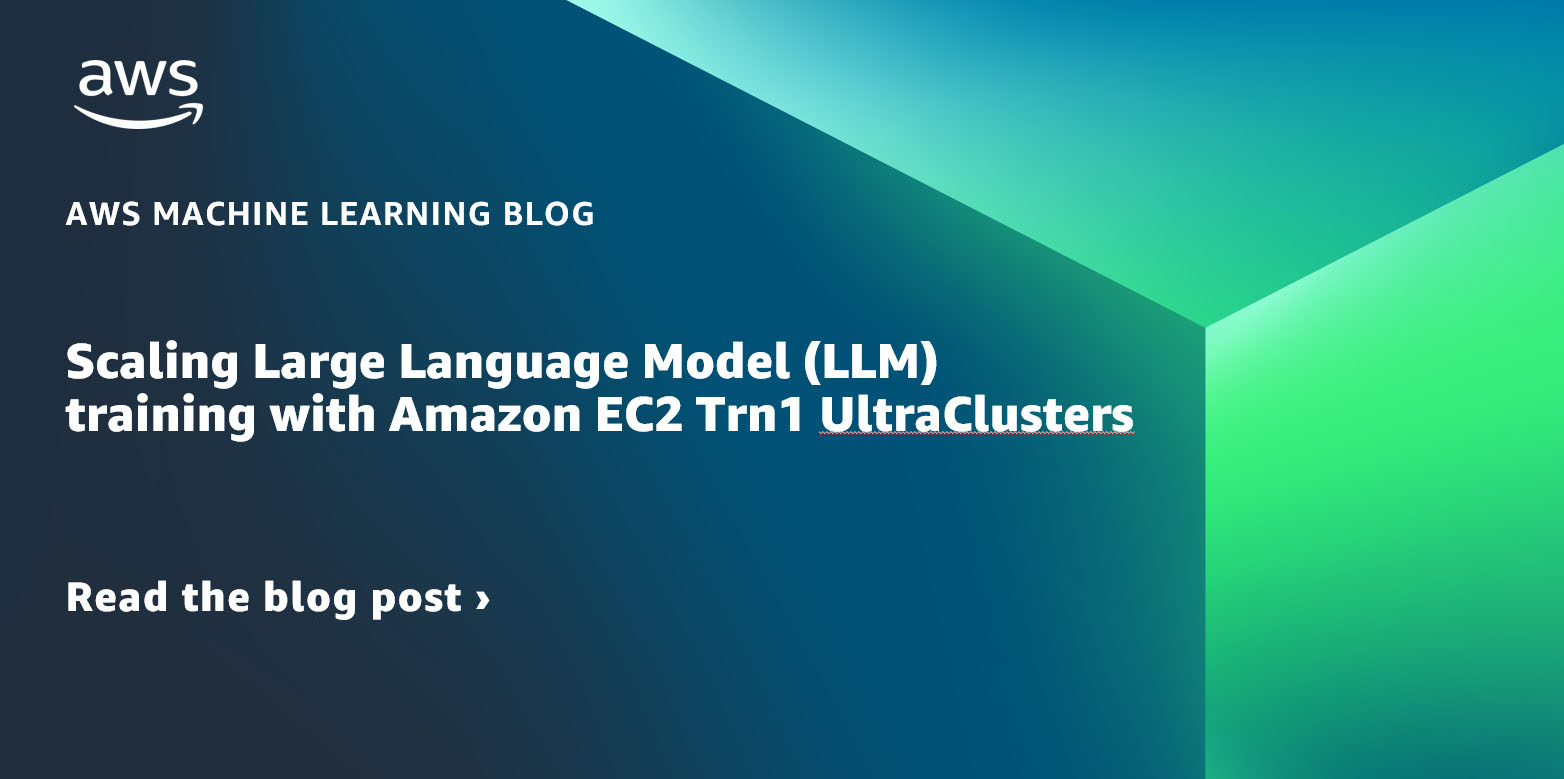 aws
AWS MACHINE LEARNING BLOG
Scaling Large Language Model (LLM)
training with Amazon EC2 Trn1 UltraClusters
Read the blog post ›